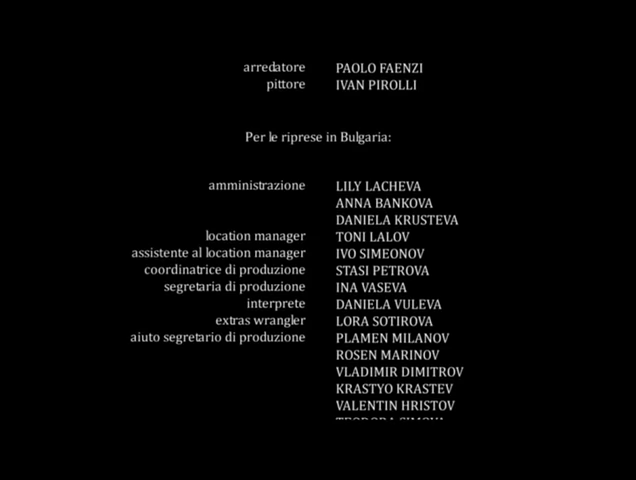 arredatore PAOLO FAENZI
pittore IVAN PIROLLI
Per le riprese in Bulgaria:
amministrazione LILY LACHEVA
ANNA BANKOVA
DANIELA KRUSTEVA
location manager TONI LALOV
assistente al location manager IVO SIMEONOV
coordinatrice di produzione STASI PETROVA
segretaria di produzione INA VASEVA
interprete DANIELA VULEVA
extras wrangler LORA SOTIROVA
aiuto segretario di produzione PLAMEN MILANOV
ROSEN MARINOV
VLADIMIR DIMITROV
KRASTYO KRASTEV
VALENTIN HRISTOV